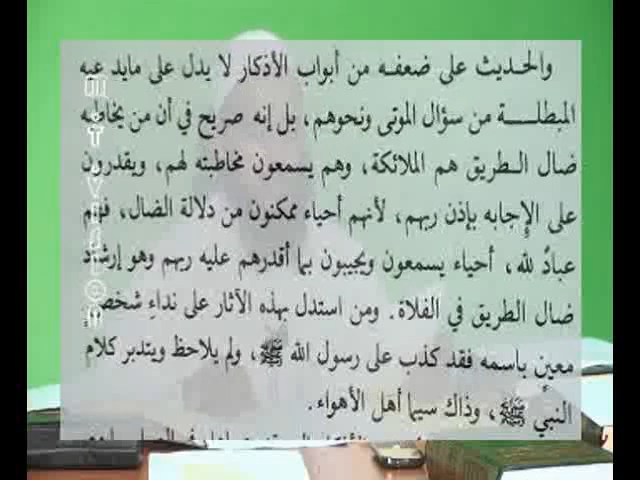 والحديث على ضعفه من أبواب الأذكار لا يدل على مايدعيه
المبطلة من سؤال الموتى ونحوهم، بل إنه صريح في أن من يخاطبه
ضال الطريق هم الملائكة، وهم يسمعون مخاطبته لهم، ويقدرون
على الإجابه بإذن ربهم، لأنهم أحياء ممكنون من دلالة الضال، فهم
عبادٌ لله، أحياء يسمعون ويجيبون بما أقدرهم عليه ربهم وهو إرشاد
ضال الطريق في الفلاة. ومن استدل بهذه الآثار على نداءِ شخصٍ
معينٍ باسمه فقد كذب على رسول الله ﷺ، ولم يلاحظ ويتدبر كلام
النبي ﷺ، وذاك سيما أهل الأهواء.